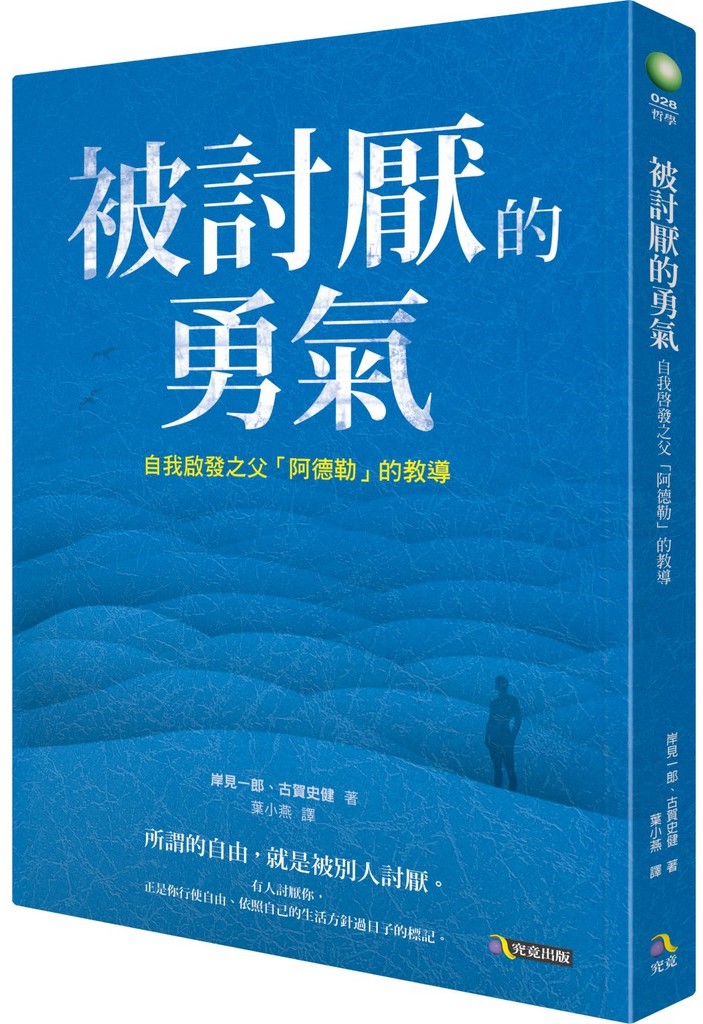 被討厭的
勇氣
自我啟發之父「阿德勒」的教導
岸見一郎、古賀史健 著
葉小燕 譯
所謂的自由，就是被別人討厭。
有人討厭你，
正是你行使自由、依照自己的生活方針過日子的標記。
究竟出版
028
哲學
被討厭的勇氣
自我啓發之父「阿德勒」的教導
岸見一郎、古賀史健 著
葉小燕 譯
究竟